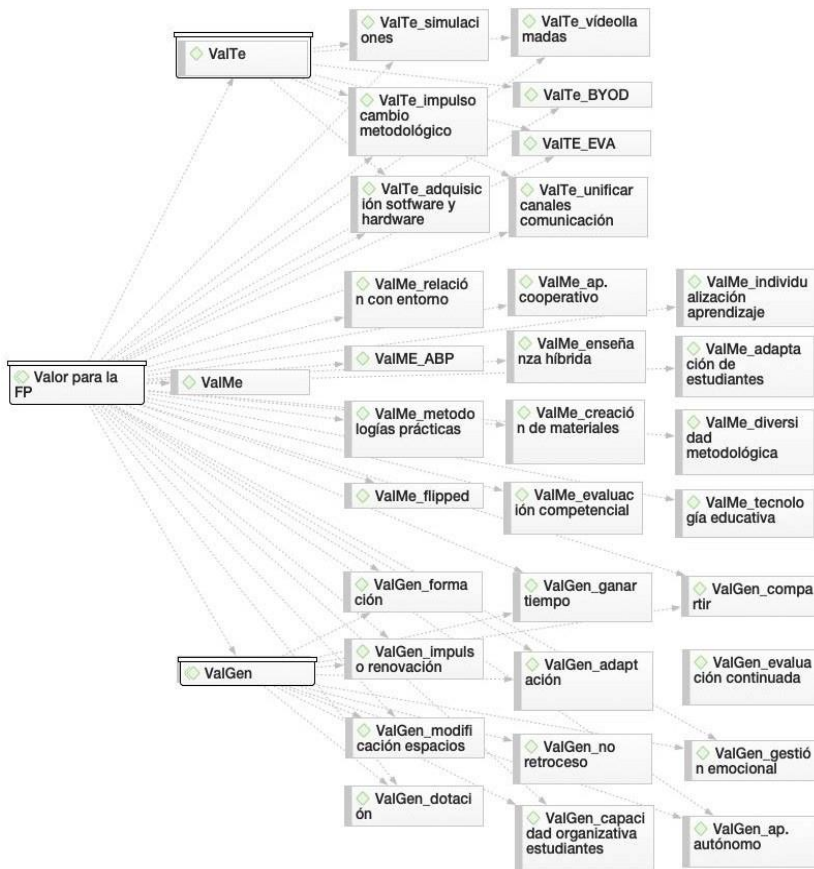 ValTe
ValTe_simulaci
ones
ValTe_vídeolla
madas
ValTe_impulso
cambio
metodológico
ValTe_BYOD
ValTE_EVA
ValTe_adquisic
ión sotfware y
hardware
ValTe_unificar
canales
comunicación
Valor para la
FP
ValMe
ValMe_relació
n con entorno
ValMe_ap.
cooperativo
ValMe_individu
alización
aprendizaje
ValME_ABP
ValMe_enseña
nza híbrida
ValMe_adapta
ción de
estudiantes
ValMe_metodo
logías prácticas
ValMe_creació
n de materiales
ValMe_diversi
dad
metodológica
ValMe_flipped
ValMe_evalua
ción competencial
ValMe_tecnolo
gía educativa
ValGen
ValGen_forma
ción
ValGen_ganar
tiempo
ValGen_compa
rtir
ValGen_impuls
o renovación
ValGen_adapt
ación
ValGen_evalua
ción continuada
ValGen_modifi
cación espacios
ValGen_no
retroceso
ValGen_gestió
n emocional
ValGen_dotaci
ón
ValGen_capaci
dad organizativa
estudiantes
ValGen_ap.
autónomo